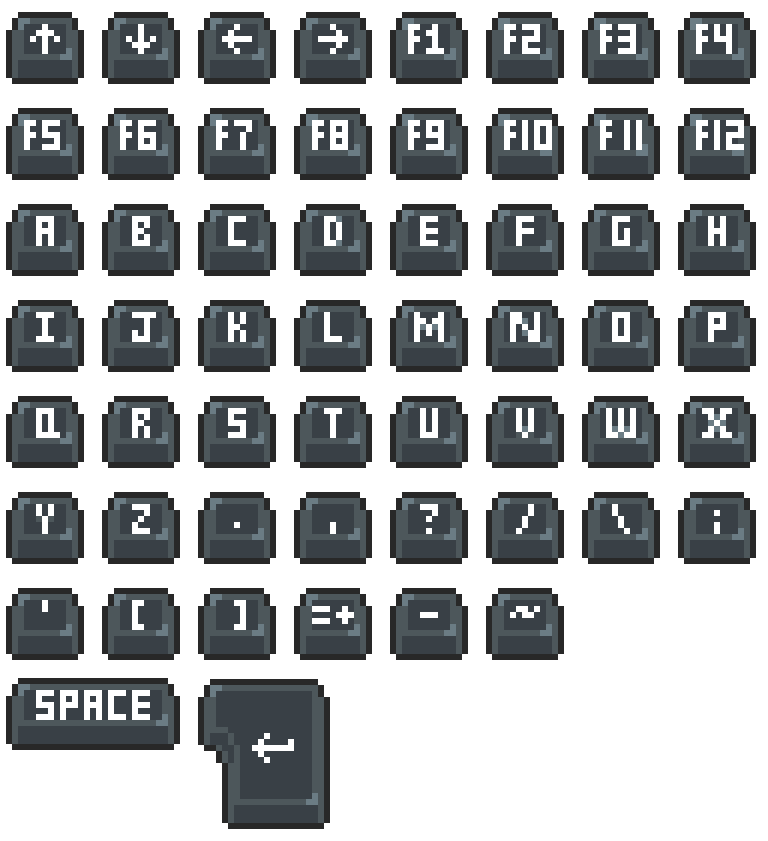 ↑ ↓ ← → F1 F2 F3 F4
F5 F6 F7 F8 F9 F10 F11 F12
A B C D E F G H
I J K L M N O P
Q R S T U V W X
Y Z . , ? / \ ;
' [ ] =+ - ~
SPACE ←